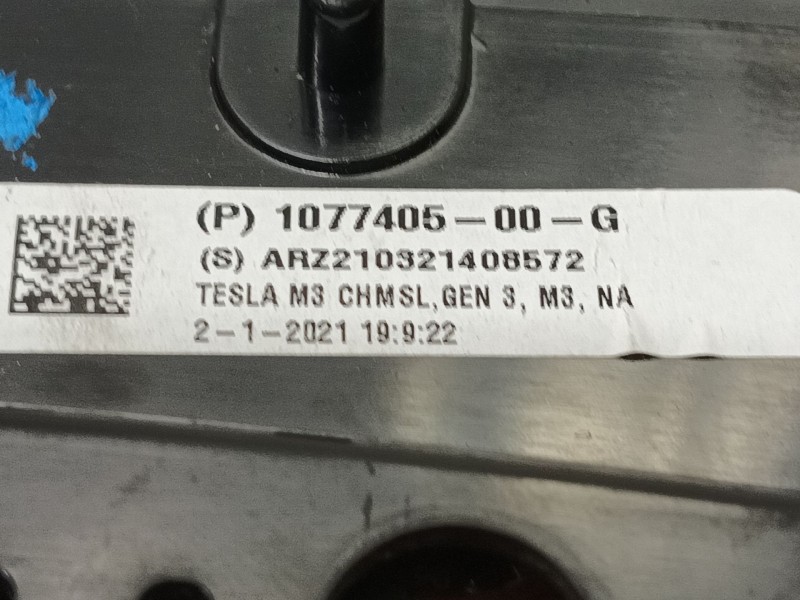 (P) 1077405-00-G
(S) ARZ210321408572
TESLA M3 CHMSL, GEN 3, M3, NA
2-1-2021 19:9:22